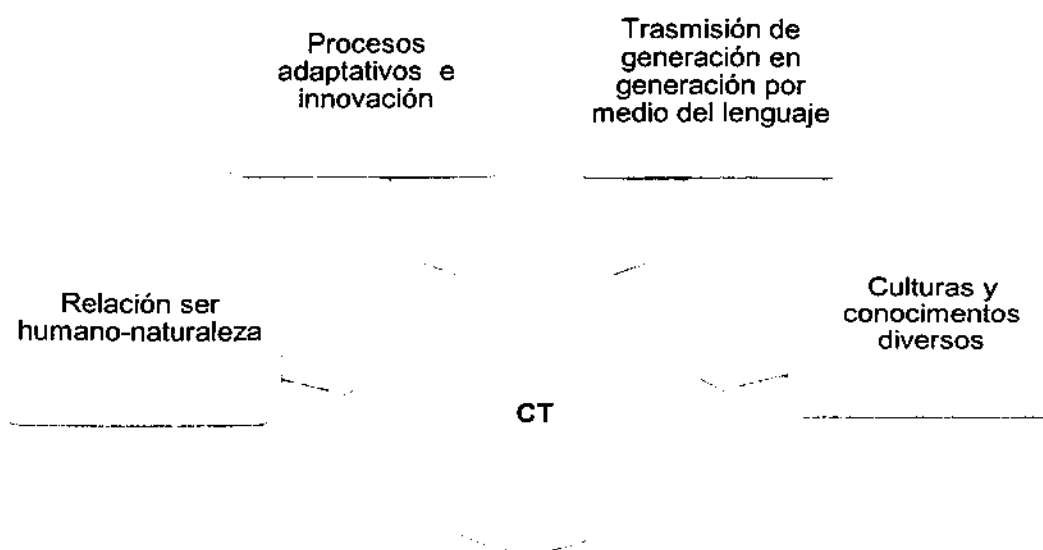 Procesos
adaptativos e
innovación
Trasmisión de
generación en
generación por
medio del lenguaje
Relación ser
humano-naturaleza
Culturas y
conocimentos
diversos
CT